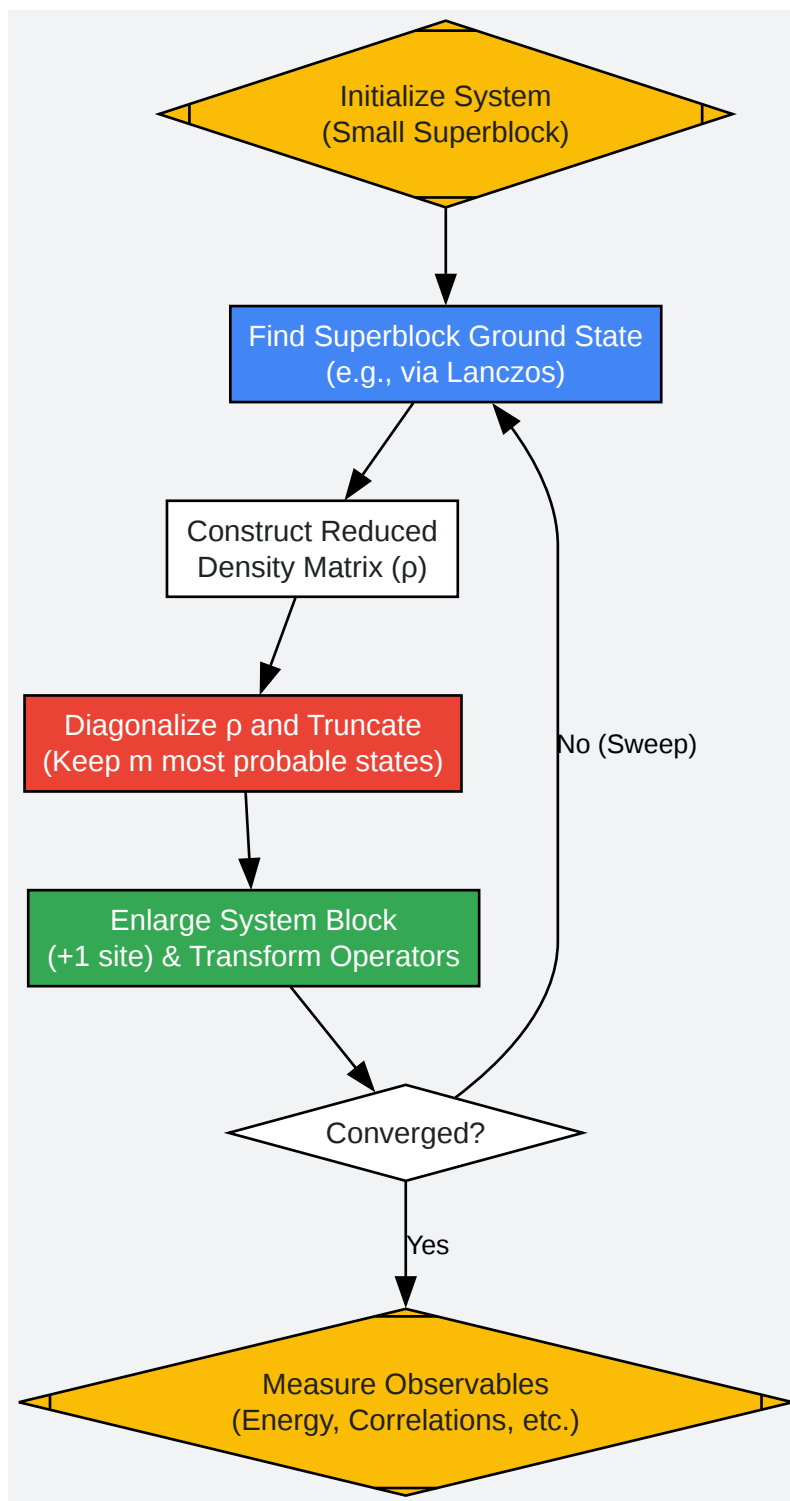 Initialize System
(Small Superblock)
Find Superblock Ground State
(e.g., via Lanczos)
Construct Reduced
Density Matrix (ρ)
Diagonalize ρ and Truncate
(Keep m most probable states)
No (Sweep)
Enlarge System Block
(+1 site) & Transform Operators
Converged?
Yes
Measure Observables
(Energy, Correlations, etc.)